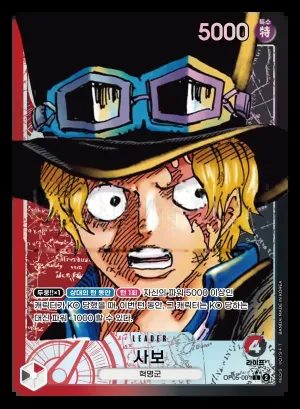 5000
특수
特
두웅!!×1 상대의 턴 동안 턴 1회 자신의 파워 5000 이상인
캐릭터가 KO 당했을 때, 이번 턴 동안, 그 캐릭터는 KO 당하는
대신 파워 -1000 할 수 있다.
LEADER
사보
혁명군
4
라이프
OP05-001 L